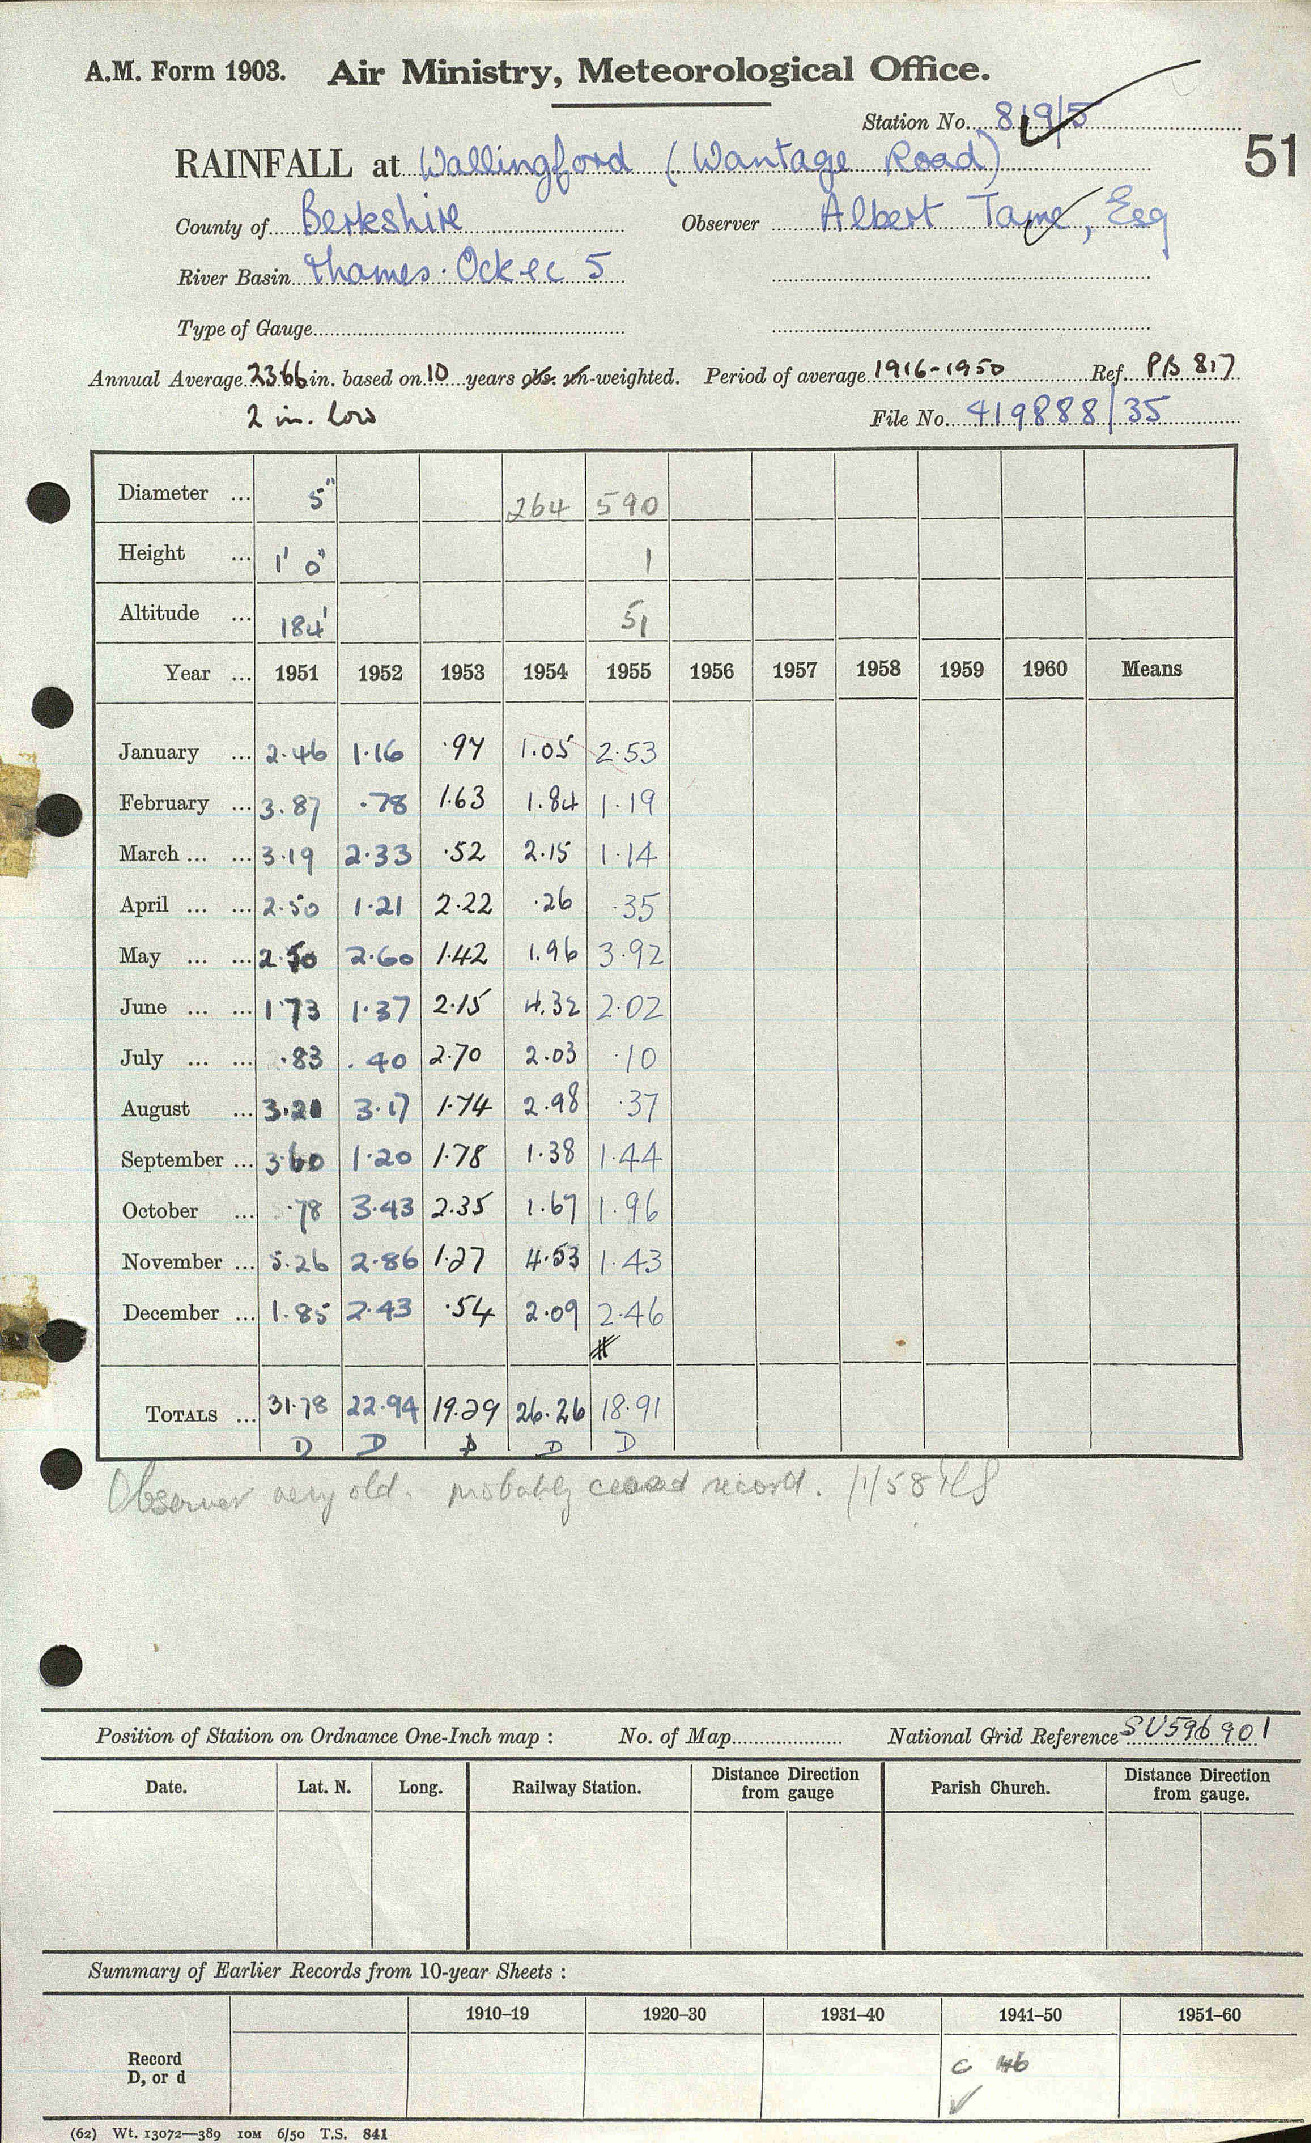 A.M. Form 1903. Air Ministry, Meteorological Office.
Station No. 819/5
51
RAINFALL at Wallingford (Wantage Road)
County of Berkshire Observer Albert Tame, Esq
River Basin Thames: Ock &c 5
Type of Gauge
Annual Average 23.66 in. based on 10 years obs. un-weighted. Period of average 1916-1950 Ref. PB 817
2 in. low
File No. 419888/35
Diameter ... 5" 264 590
Height ... 1' 0" 1
Altitude ... 184' 51
Year ... 1951 1952 1953 1954 1955 1956 1957 1958 1959 1960 Means
January ... 2.46 1.16 .97 1.05 2.53
February ... 3.87 .78 1.63 1.84 1.19
March ... ... 3.19 2.33 .52 2.15 1.14
April ... ... 2.50 1.21 2.22 .26 .35
May ... ... 2.50 2.60 1.42 1.96 3.92
June ... ... 1.73 1.37 2.15 4.32 2.02
July ... ... .83 .40 2.70 2.03 .10
August ... 3.21 3.17 1.74 2.98 .37
September ... 3.60 1.20 1.78 1.38 1.44
October ... .78 3.43 2.35 1.67 1.96
November ... 5.26 2.86 1.27 4.53 1.43
December ... 1.85 2.43 .54 2.09 2.46
#
TOTALS ... 31.78 22.94 19.29 26.26 18.91
D D D D D
Observer very old. probably ceased record. 1/1/58
Position of Station on Ordnance One-Inch map : No. of Map National Grid Reference SU 596 901
Date. Lat. N. Long. Railway Station. Distance Direction from gauge Parish Church. Distance Direction from gauge.
Summary of Earlier Records from 10-year Sheets :
1910–19 1920–30 1931–40 1941–50 1951–60
Record D, or d c 46
✓
(62) Wt. 13072—389 10M 6/50 T.S. 841